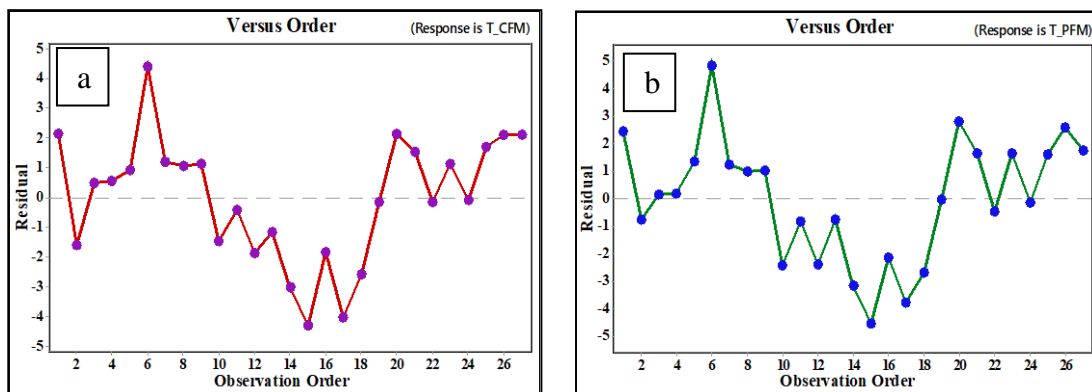 Versus Order
(Response is T_CFM)
a
5
4
3
2
1
0
-1
-2
-3
-4
-5
Residual
2 4 6 8 10 12 14 16 18 20 22 24 26
Observation Order
Versus Order
(Response is T_PFM)
b
5
4
3
2
1
0
-1
-2
-3
-4
-5
Residual
2 4 6 8 10 12 14 16 18 20 22 24 26
Observation Order